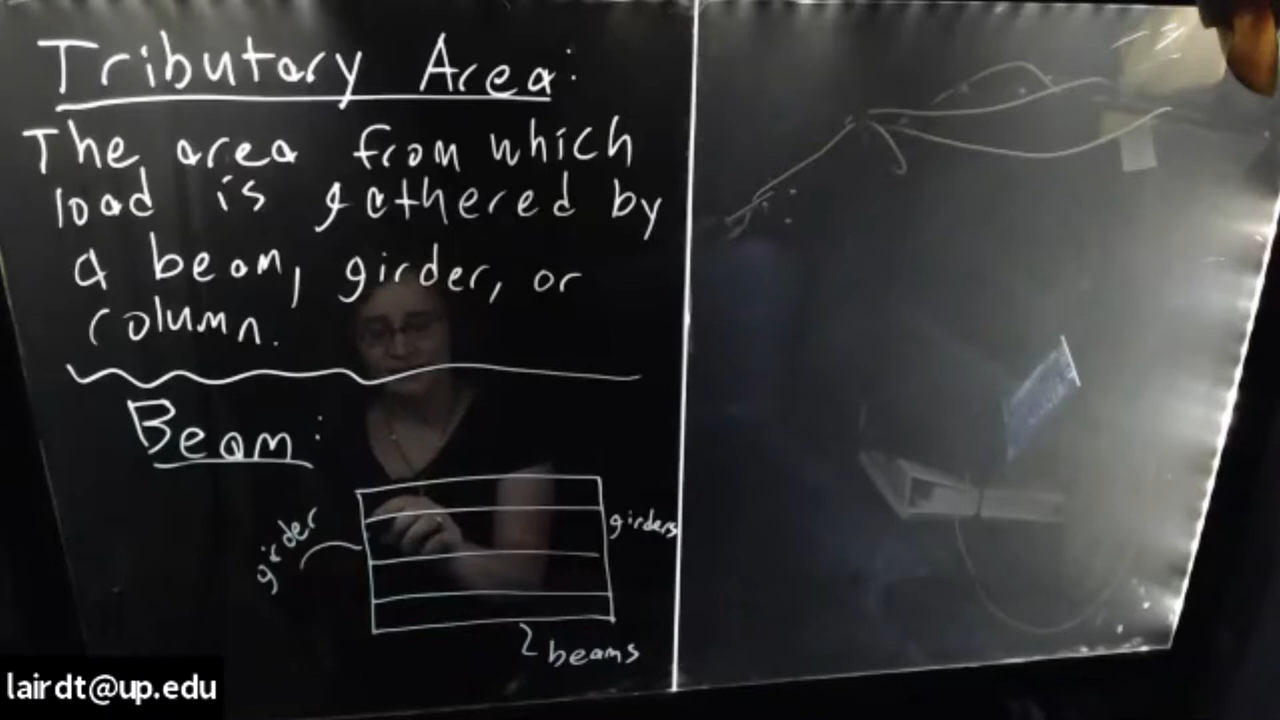 Tributary Area:
The area from which
load is gathered by
a beam, girder, or
column.
Beam:
girder
girders
beams
lairdt@up.edu